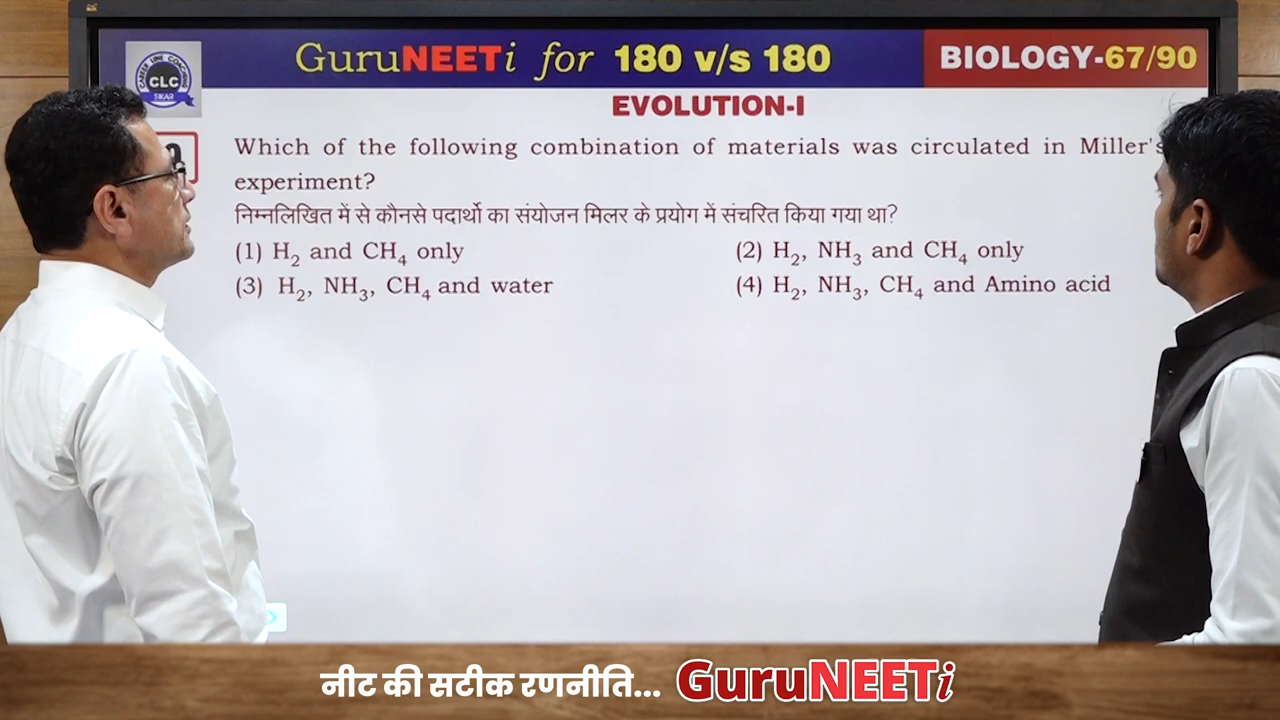 GuruNEETi for 180 v/s 180
BIOLOGY-67/90
CAREER LINE COACHING
CLC
SIKAR
EVOLUTION-I
Which of the following combination of materials was circulated in Miller's
experiment?
निम्नलिखित में से कौनसे पदार्थो का संयोजन मिलर के प्रयोग में संचरित किया गया था?
(1) H₂ and CH₄ only
(2) H₂, NH₃ and CH₄ only
(3) H₂, NH₃, CH₄ and water
(4) H₂, NH₃, CH₄ and Amino acid
नीट की सटीक रणनीति... GuruNEETi